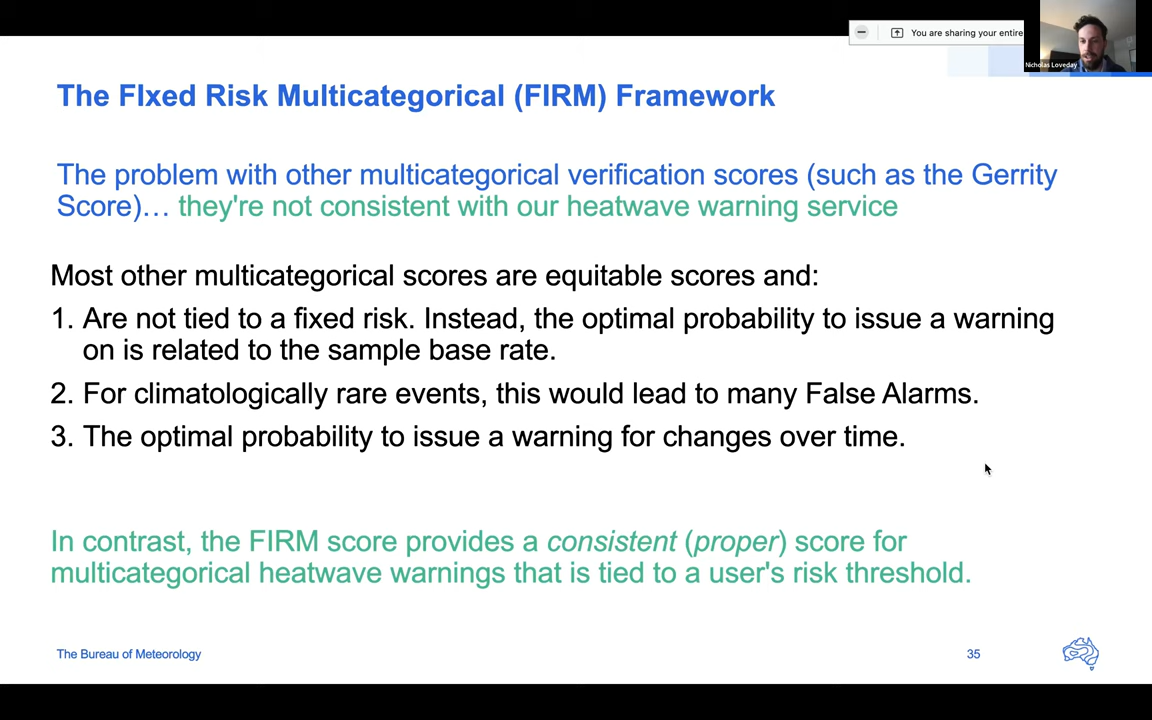 You are sharing your entire
Nicholas Loveday
The FIxed Risk Multicategorical (FIRM) Framework
The problem with other multicategorical verification scores (such as the Gerrity
Score)… they're not consistent with our heatwave warning service
Most other multicategorical scores are equitable scores and:
1. Are not tied to a fixed risk. Instead, the optimal probability to issue a warning
on is related to the sample base rate.
2. For climatologically rare events, this would lead to many False Alarms.
3. The optimal probability to issue a warning for changes over time.
In contrast, the FIRM score provides a consistent (proper) score for
multicategorical heatwave warnings that is tied to a user's risk threshold.
The Bureau of Meteorology
35